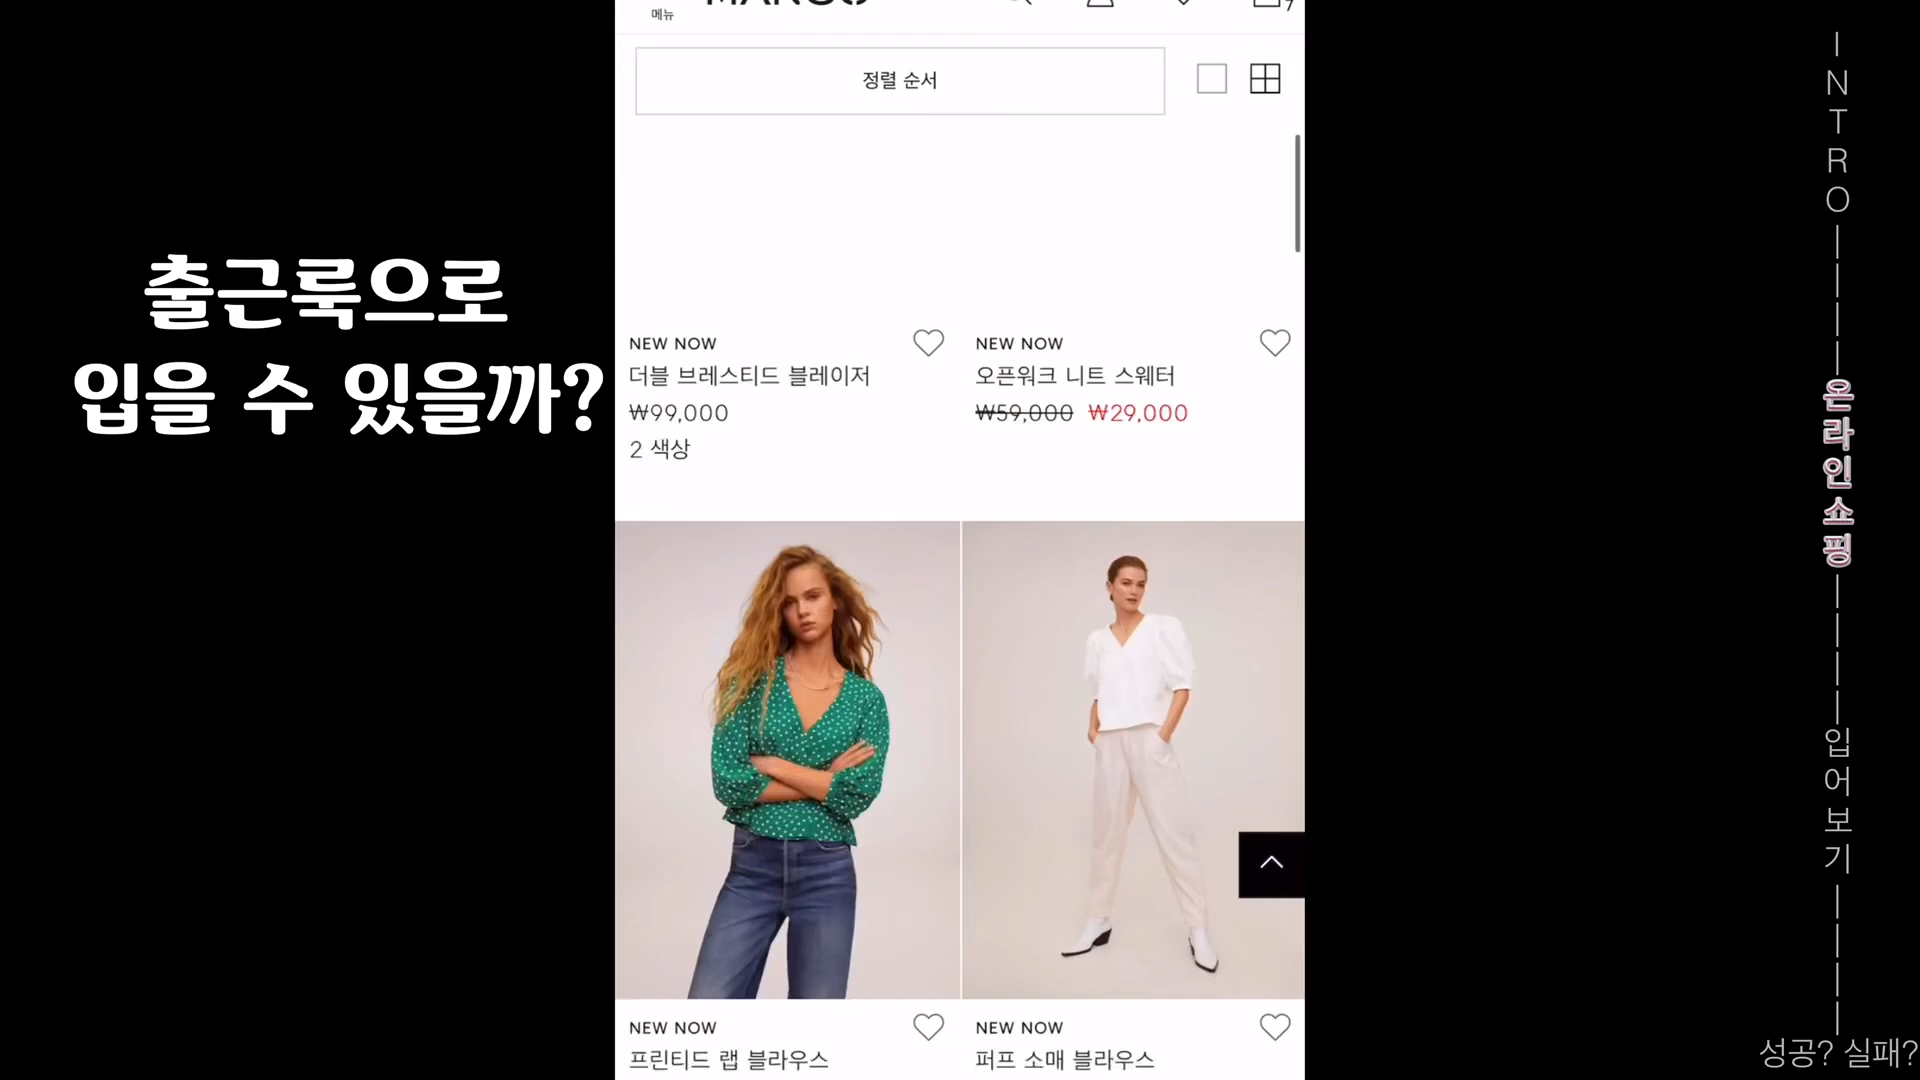 메뉴
7
정렬 순서
출근룩으로
입을 수 있을까?
NEW NOW
더블 브레스티드 블레이저
₩99,000
2 색상
NEW NOW
오픈워크 니트 스웨터
₩59,000 ₩29,000
NEW NOW
프린티드 랩 블라우스
NEW NOW
퍼프 소매 블라우스
INTRO
온라인쇼핑
입어보기
성공? 실패?